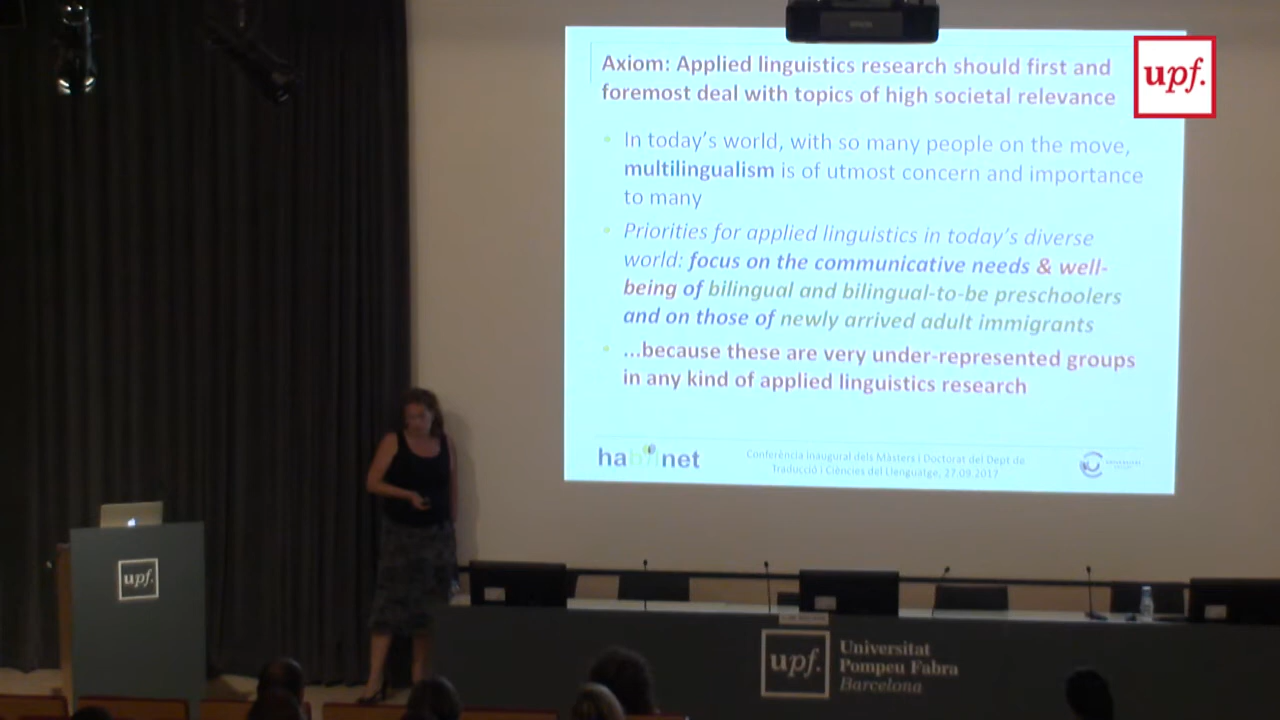 Axiom: Applied linguistics research should first and
foremost deal with topics of high societal relevance
upf.
In today's world, with so many people on the move,
multilingualism is of utmost concern and importance
to many
Priorities for applied linguistics in today's diverse
world: focus on the communicative needs & well-
being of bilingual and bilingual-to-be preschoolers
and on those of newly arrived adult immigrants
...because these are very under-represented groups
in any kind of applied linguistics research
habilnet
Conferència inaugural dels Màsters i Doctorat del Dept de
Traducció i Ciències del Llenguatge, 27.09.2017
upf.
upf.
Universitat
Pompeu Fabra
Barcelona